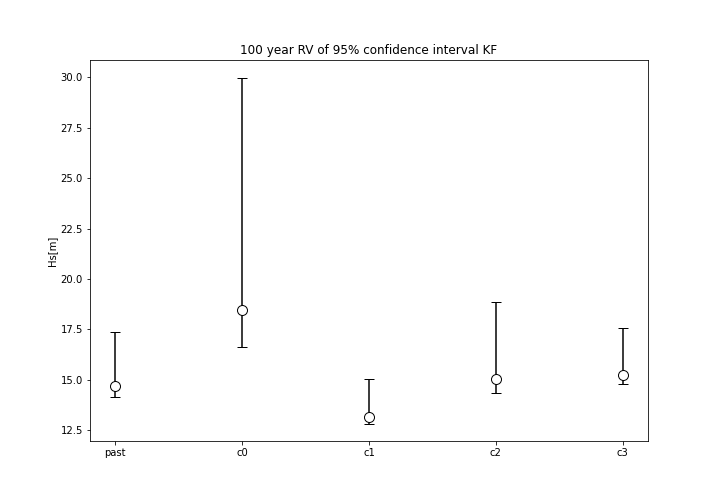 100 year RV of 95% confidence interval KF
30.0
27.5
25.0
22.5
20.0
17.5
15.0
12.5
Hs[m]
past c0 c1 c2 c3